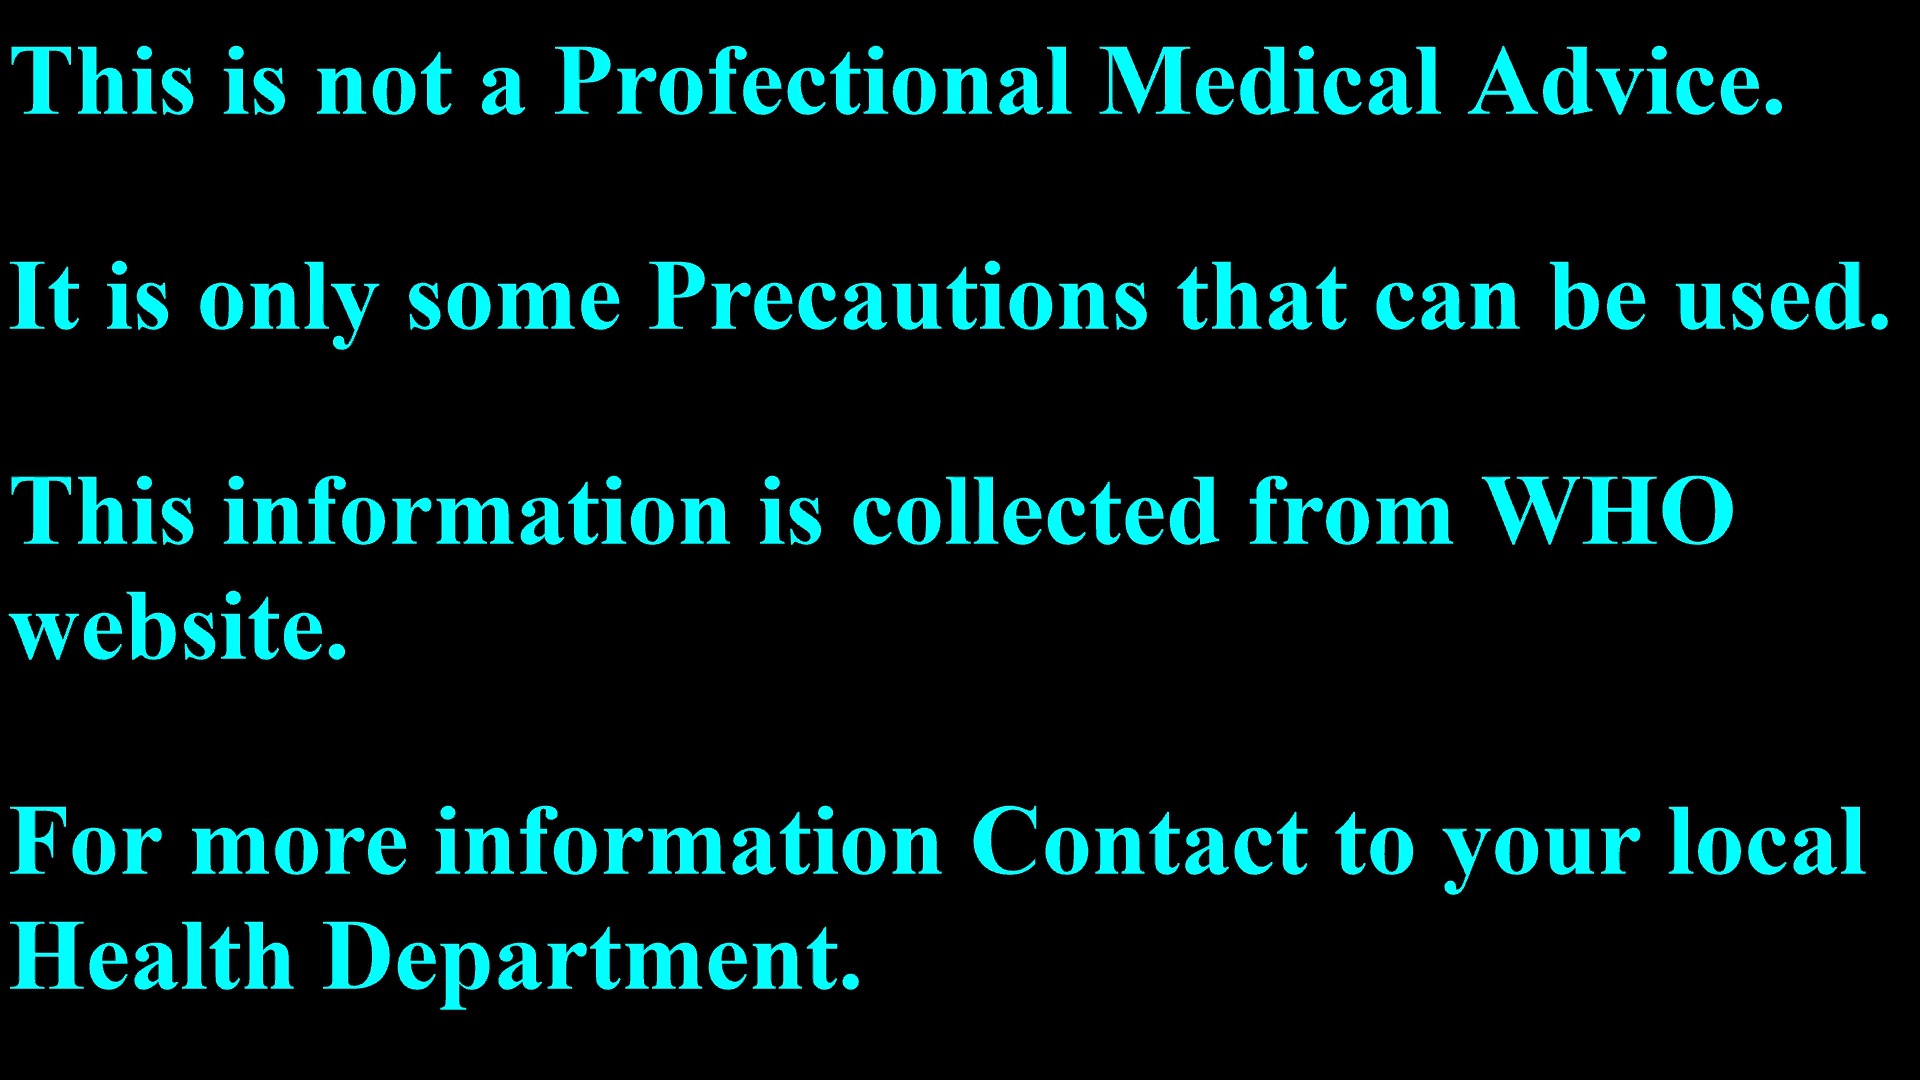 This is not a Profectional Medical Advice.
It is only some Precautions that can be used.
This information is collected from WHO
website.
For more information Contact to your local
Health Department.